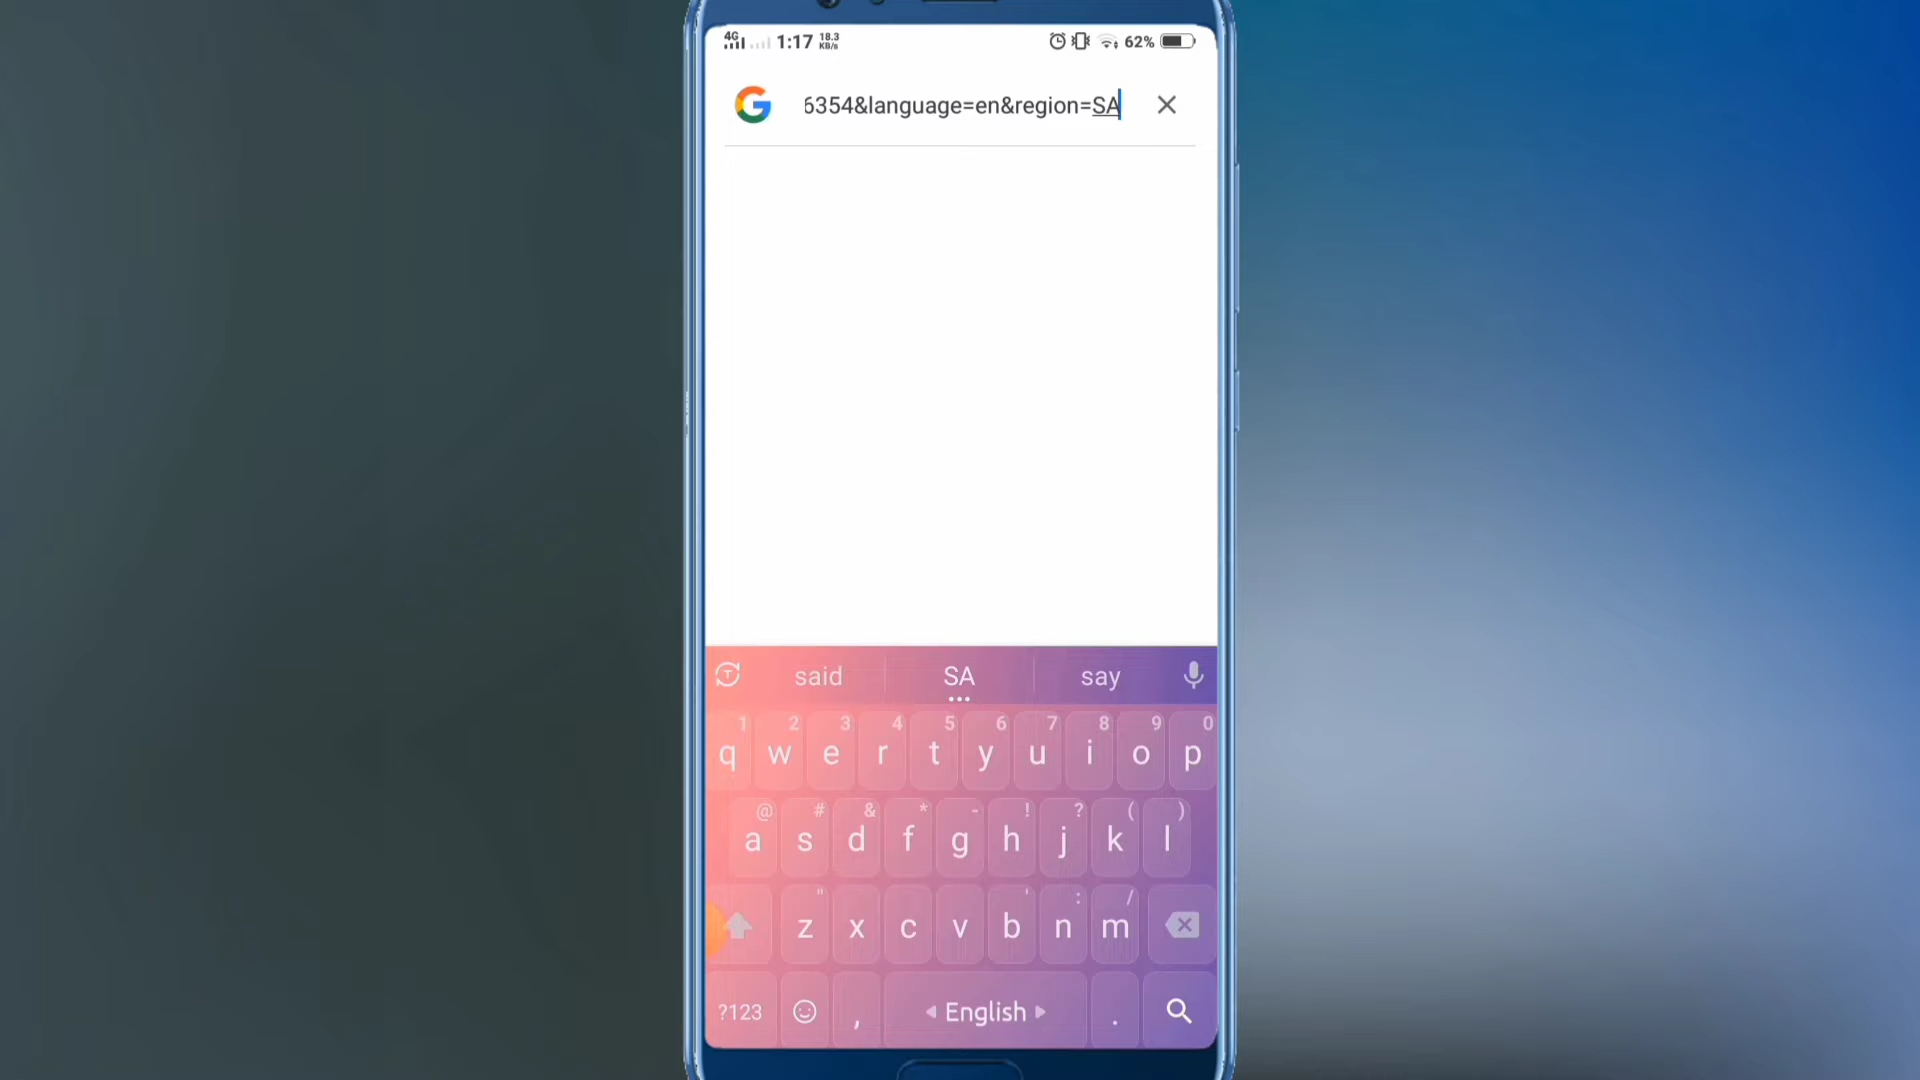 4G 1:17 18.3 KB/s 62%
6354&language=en&region=SA
said SA say
1 2 3 4 5 6 7 8 9 0
q w e r t y u i o p
@ # & * - ! ? ( )
a s d f g h j k l
" ' : /
z x c v b n m
?123 , English .